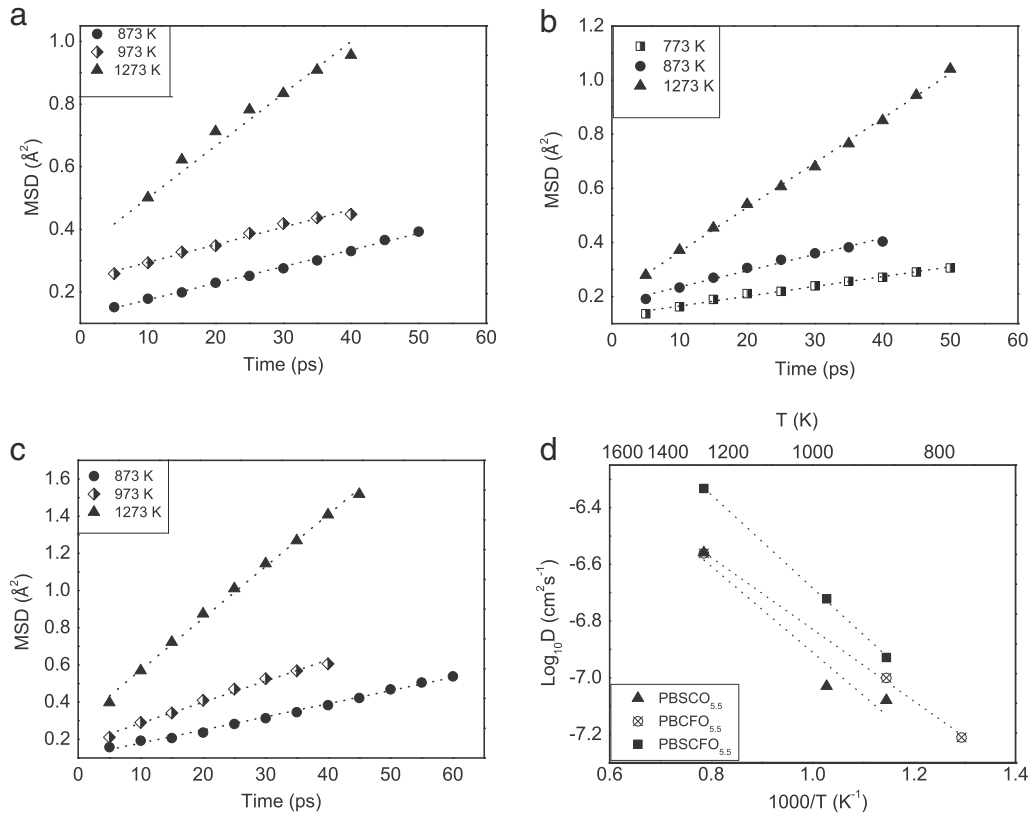 a
873 K
973 K
1273 K
MSD (Å²)
1.0
0.8
0.6
0.4
0.2
0 10 20 30 40 50 60
Time (ps)
b
773 K
873 K
1273 K
MSD (Å²)
1.2
1.0
0.8
0.6
0.4
0.2
0 10 20 30 40 50 60
Time (ps)
c
873 K
973 K
1273 K
MSD (Å²)
1.6
1.4
1.2
1.0
0.8
0.6
0.4
0.2
0 10 20 30 40 50 60
Time (ps)
d
T (K)
1600 1400 1200 1000 800
Log₁₀D (cm²s⁻¹)
-6.4
-6.6
-6.8
-7.0
-7.2
PBSCO₅.₅
PBCFO₅.₅
PBSCFO₅.₅
0.6 0.8 1.0 1.2 1.4
1000/T (K⁻¹)